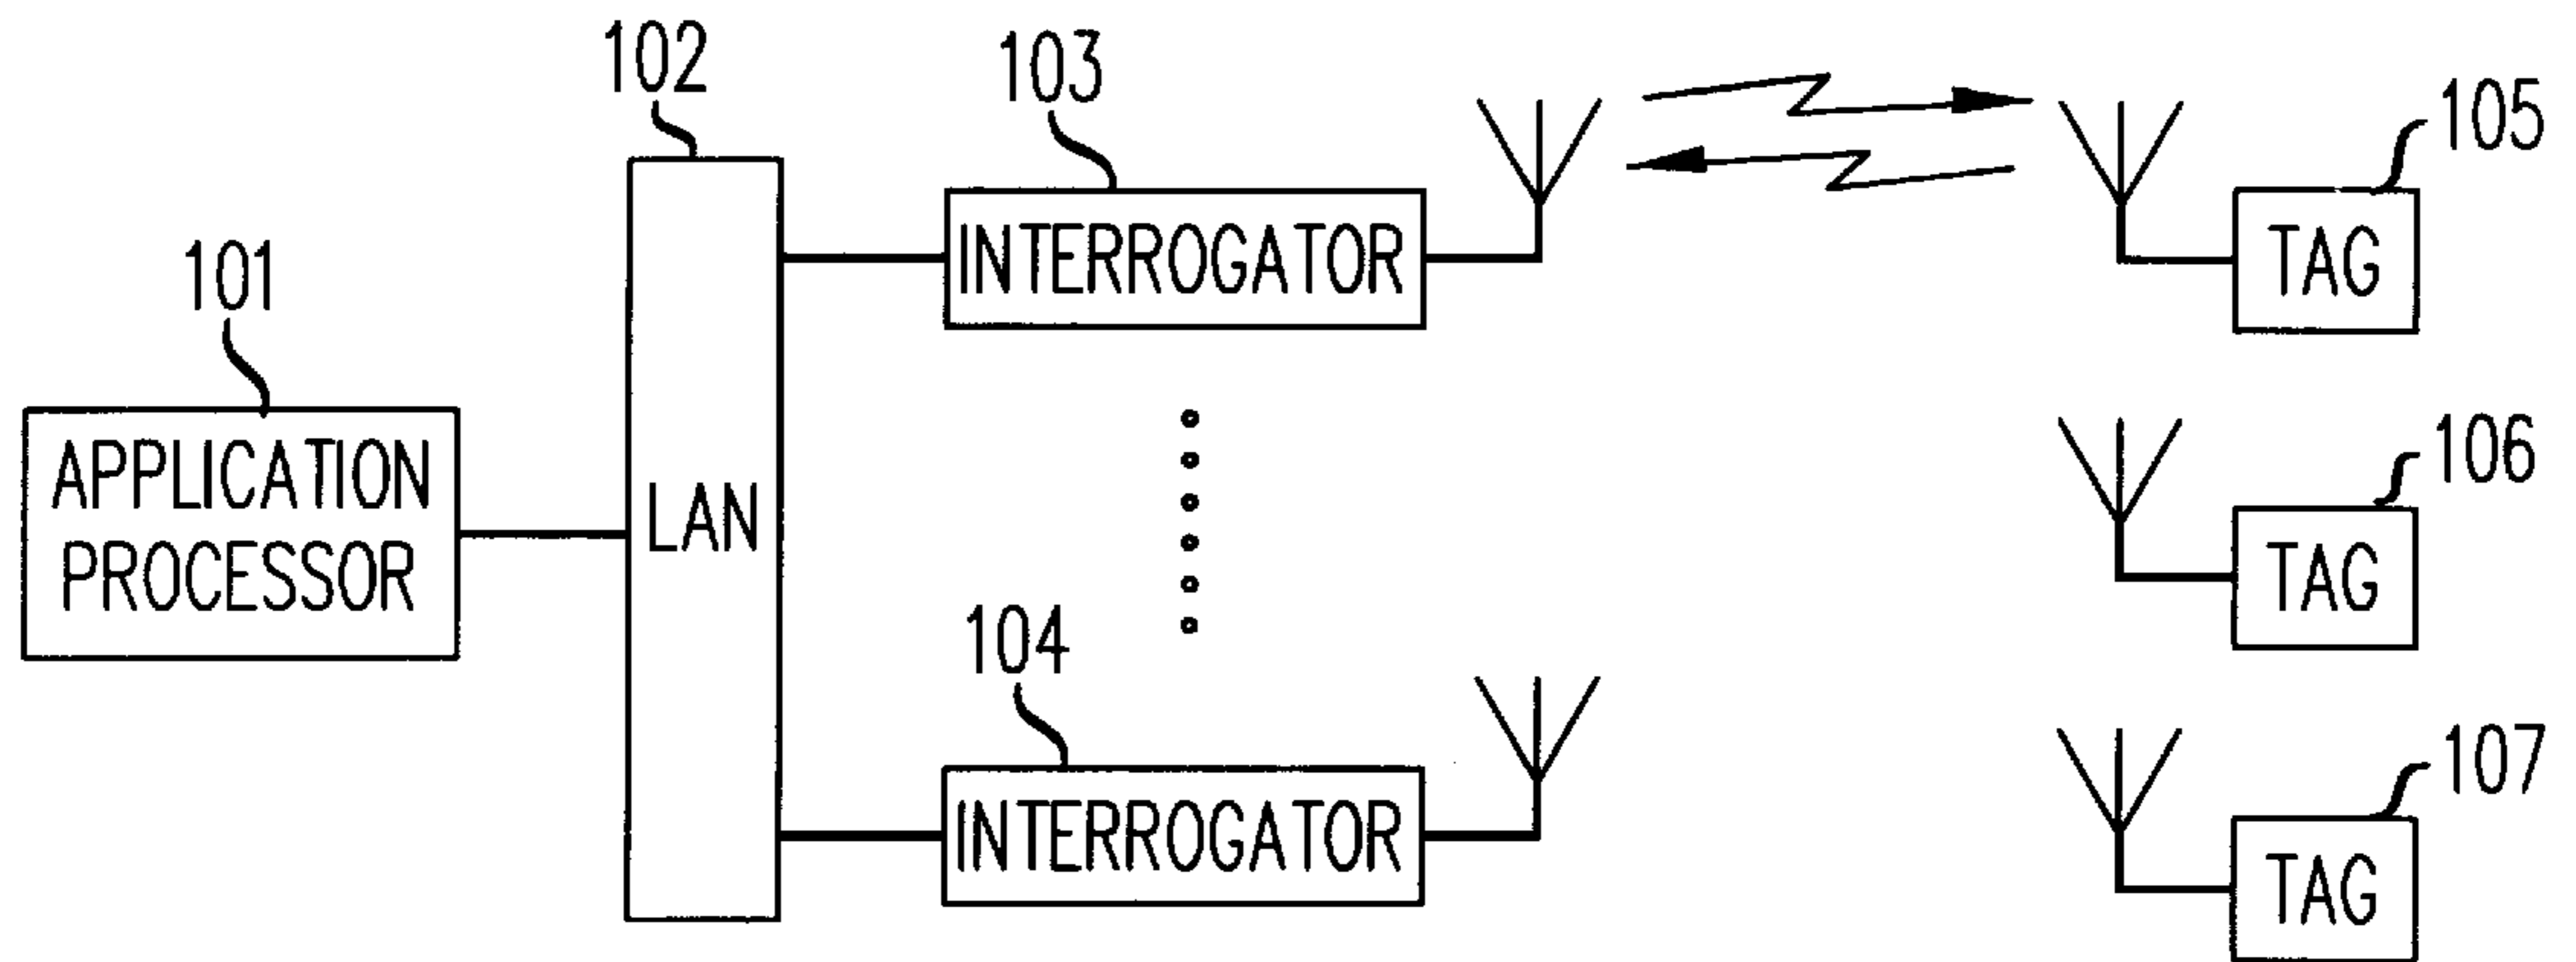 102
103
105
INTERROGATOR
TAG
101
APPLICATION
PROCESSOR
LAN
106
TAG
104
INTERROGATOR
107
TAG